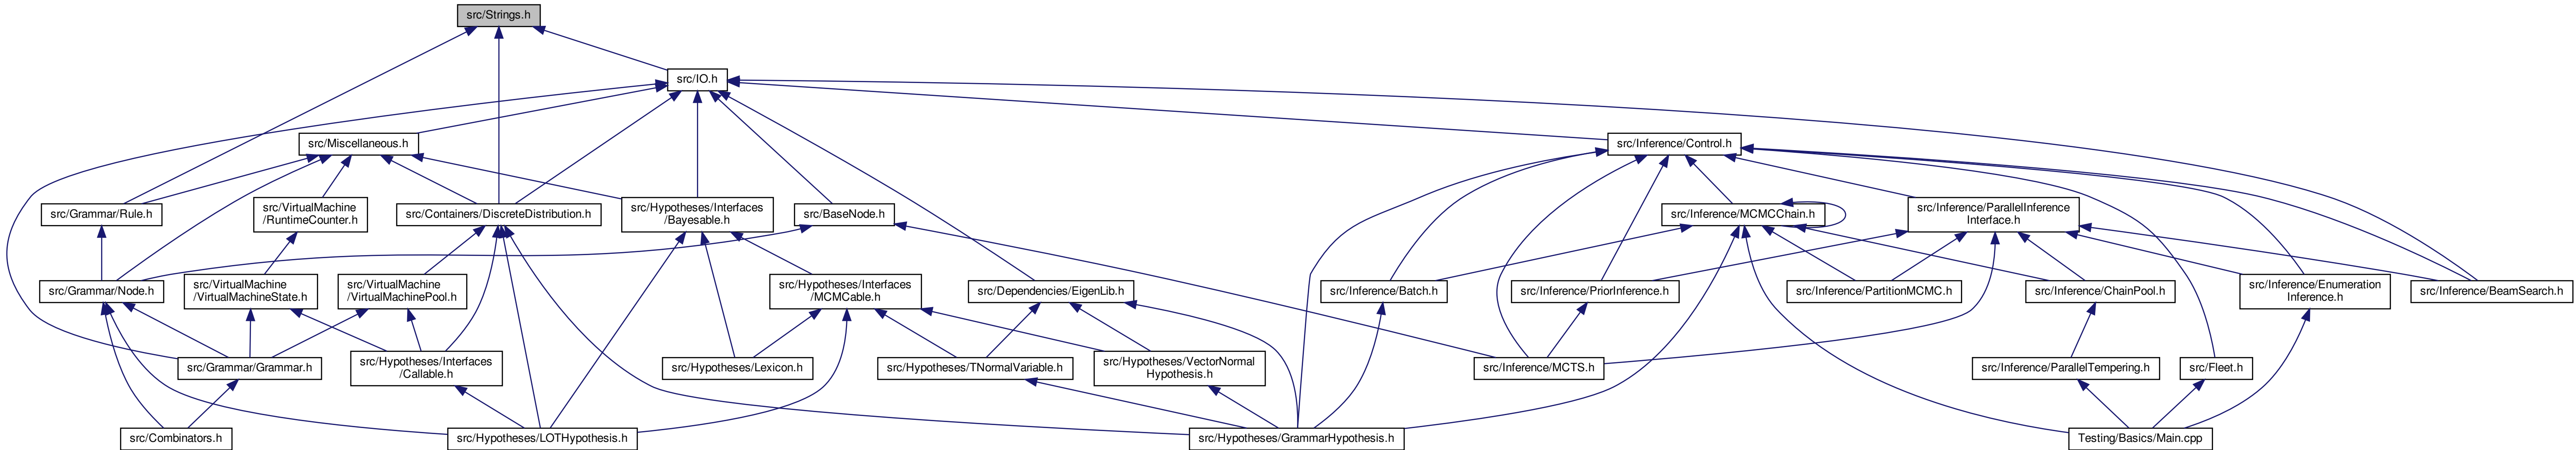 src/Strings.h
src/IO.h
src/Miscellaneous.h
src/Inference/Control.h
src/Grammar/Rule.h
src/VirtualMachine
/RuntimeCounter.h
src/Containers/DiscreteDistribution.h
src/Hypotheses/Interfaces
/Bayesable.h
src/BaseNode.h
src/Inference/MCMCChain.h
src/Inference/ParallelInference
Interface.h
src/Grammar/Node.h
src/VirtualMachine
/VirtualMachineState.h
src/VirtualMachine
/VirtualMachinePool.h
src/Hypotheses/Interfaces
/MCMCable.h
src/Dependencies/EigenLib.h
src/Inference/Batch.h
src/Inference/PriorInference.h
src/Inference/PartitionMCMC.h
src/Inference/ChainPool.h
src/Inference/Enumeration
Inference.h
src/Inference/BeamSearch.h
src/Grammar/Grammar.h
src/Hypotheses/Interfaces
/Callable.h
src/Hypotheses/Lexicon.h
src/Hypotheses/TNormalVariable.h
src/Hypotheses/VectorNormal
Hypothesis.h
src/Inference/MCTS.h
src/Inference/ParallelTempering.h
src/Fleet.h
src/Combinators.h
src/Hypotheses/LOTHypothesis.h
src/Hypotheses/GrammarHypothesis.h
Testing/Basics/Main.cpp